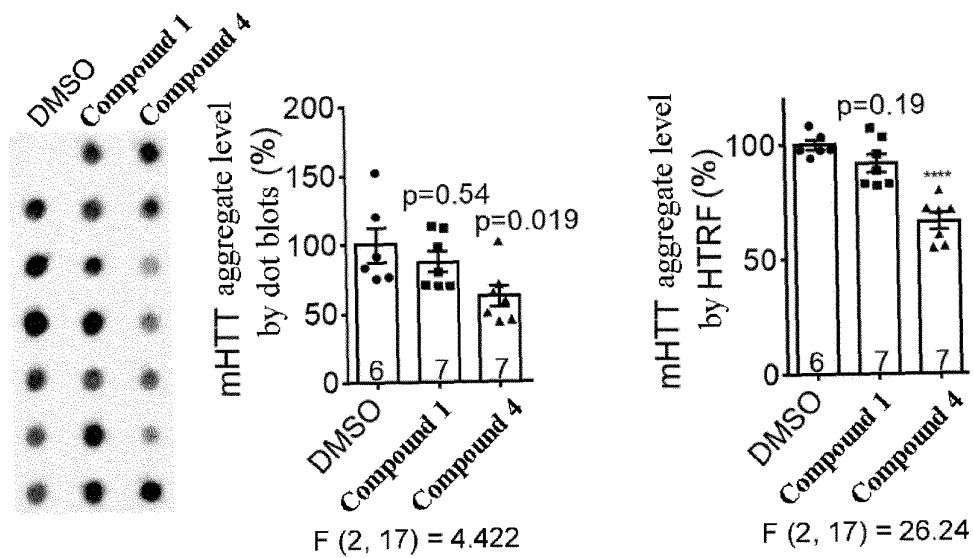 DMSO
Compound 1
Compound 4
mHTT aggregate level
by dot blots (%)
200
150
100
50
0
p=0.54
p=0.019
6
7
7
DMSO
Compound 1
Compound 4
F (2, 17) = 4.422
mHTT aggregate level
by HTRF (%)
100
50
0
p=0.19
****
6
7
7
DMSO
Compound 1
Compound 4
F (2, 17) = 26.24